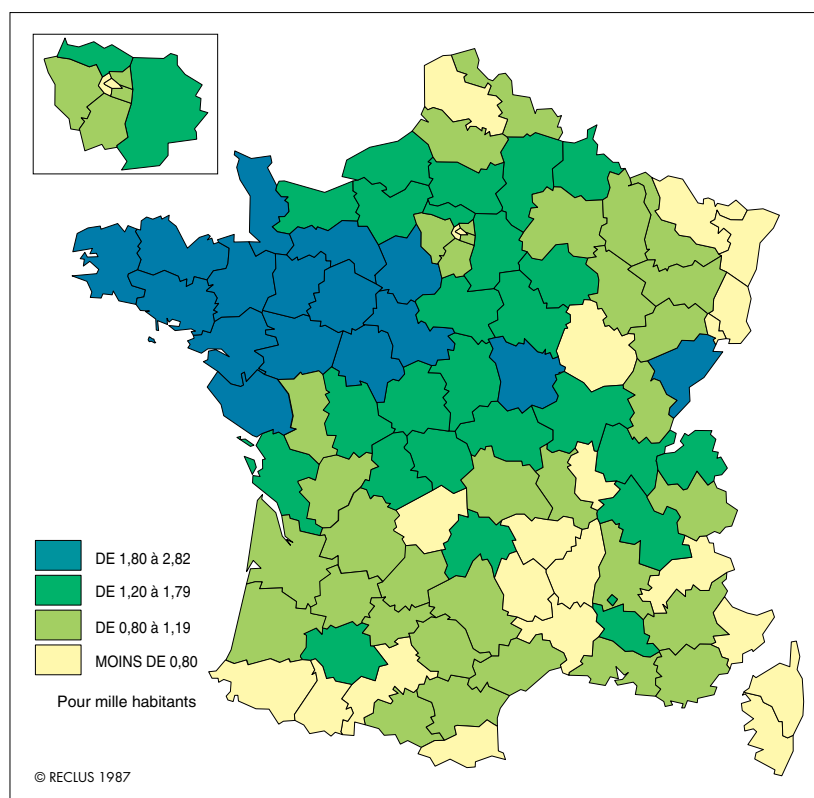 DE 1,80 à 2,82
DE 1,20 à 1,79
DE 0,80 à 1,19
MOINS DE 0,80
Pour mille habitants
© RECLUS 1987